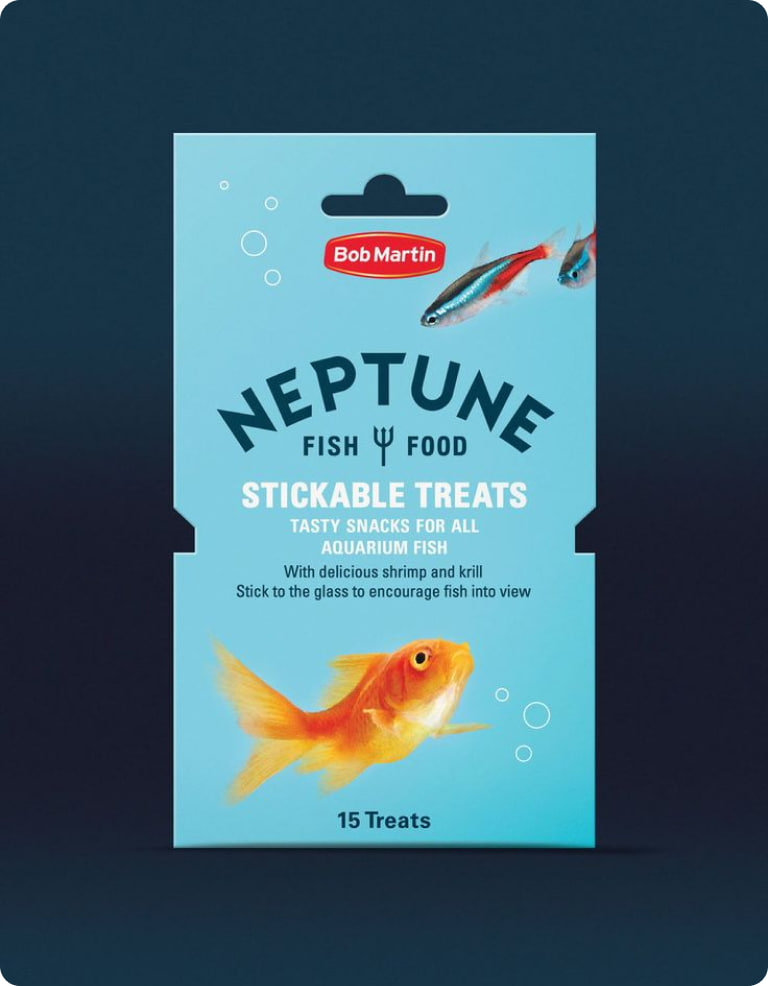 Bob Martin
NEPTUNE
FISH FOOD
STICKABLE TREATS
TASTY SNACKS FOR ALL
AQUARIUM FISH
With delicious shrimp and krill
Stick to the glass to encourage fish into view
15 Treats